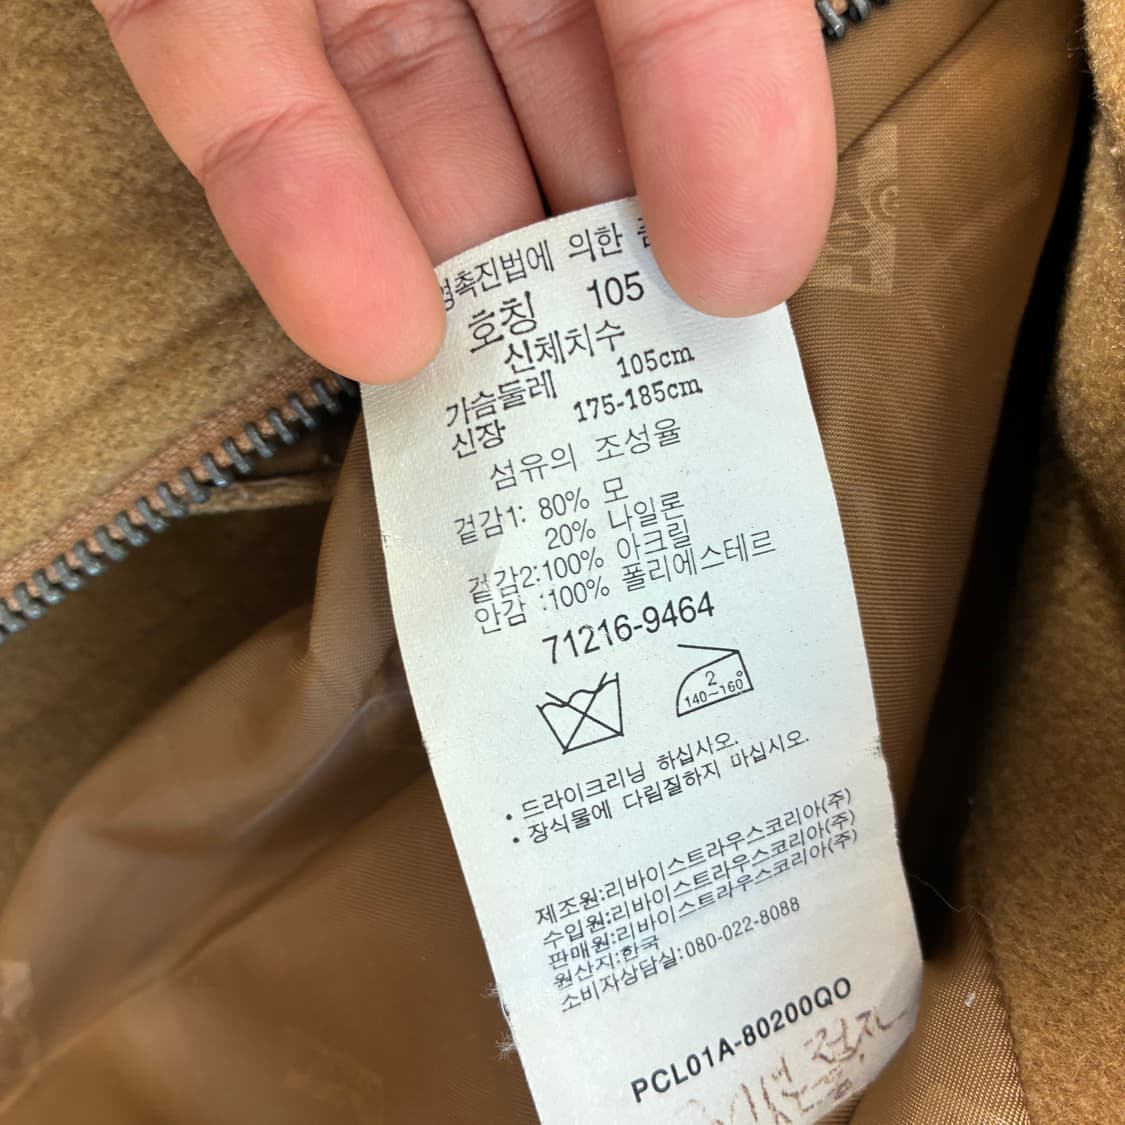 촉진법에 의한
호칭 105
신체치수
가슴둘레 105cm
신장 175-185cm
섬유의 조성율
겉감1: 80% 모
20% 나일론
겉감2:100% 아크릴
안감 :100% 폴리에스테르
71216-9464
2
140~160°
• 드라이크리닝 하십시오.
• 장식물에 다림질하지 마십시오.
제조원:리바이스트라우스코리아(주)
수입원:리바이스트라우스코리아(주)
판매원:리바이스트라우스코리아(주)
원산지:한국
소비자상담실:080-022-8088
PCL01A-80200QO